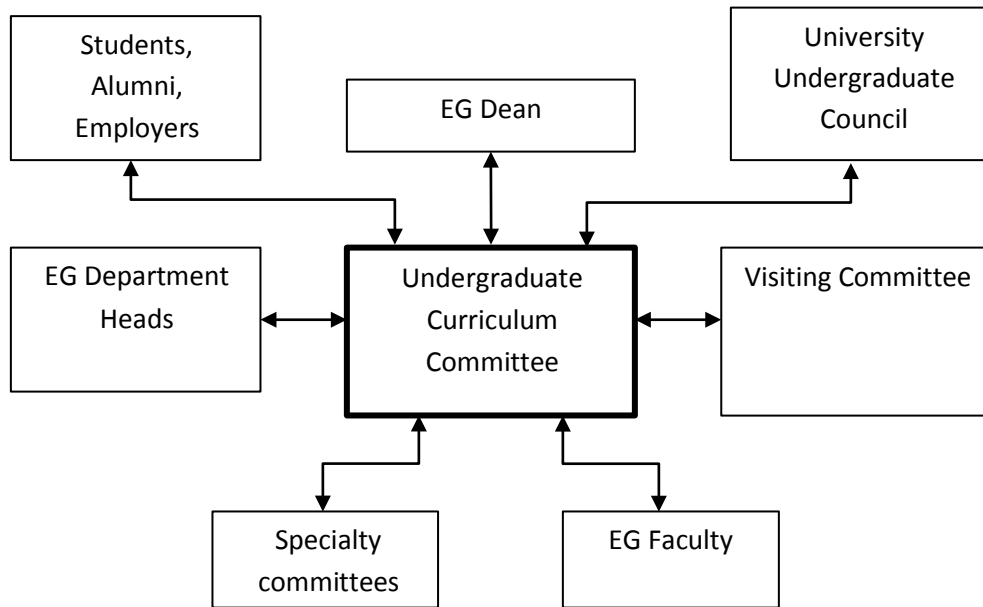 Students,
Alumni,
Employers
EG Dean
University
Undergraduate
Council
EG Department
Heads
Undergraduate
Curriculum
Committee
Visiting Committee
Specialty
committees
EG Faculty